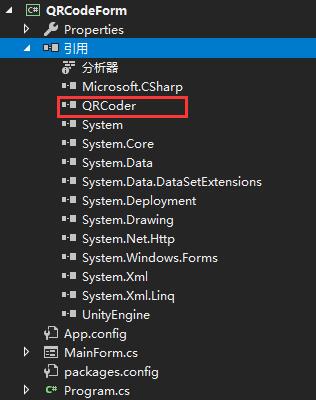 C# QRCodeForm
Properties
引用
分析器
Microsoft.CSharp
QRCoder
System
System.Core
System.Data
System.Data.DataSetExtensions
System.Deployment
System.Drawing
System.Net.Http
System.Windows.Forms
System.Xml
System.Xml.Linq
UnityEngine
App.config
MainForm.cs
packages.config
C# Program.cs